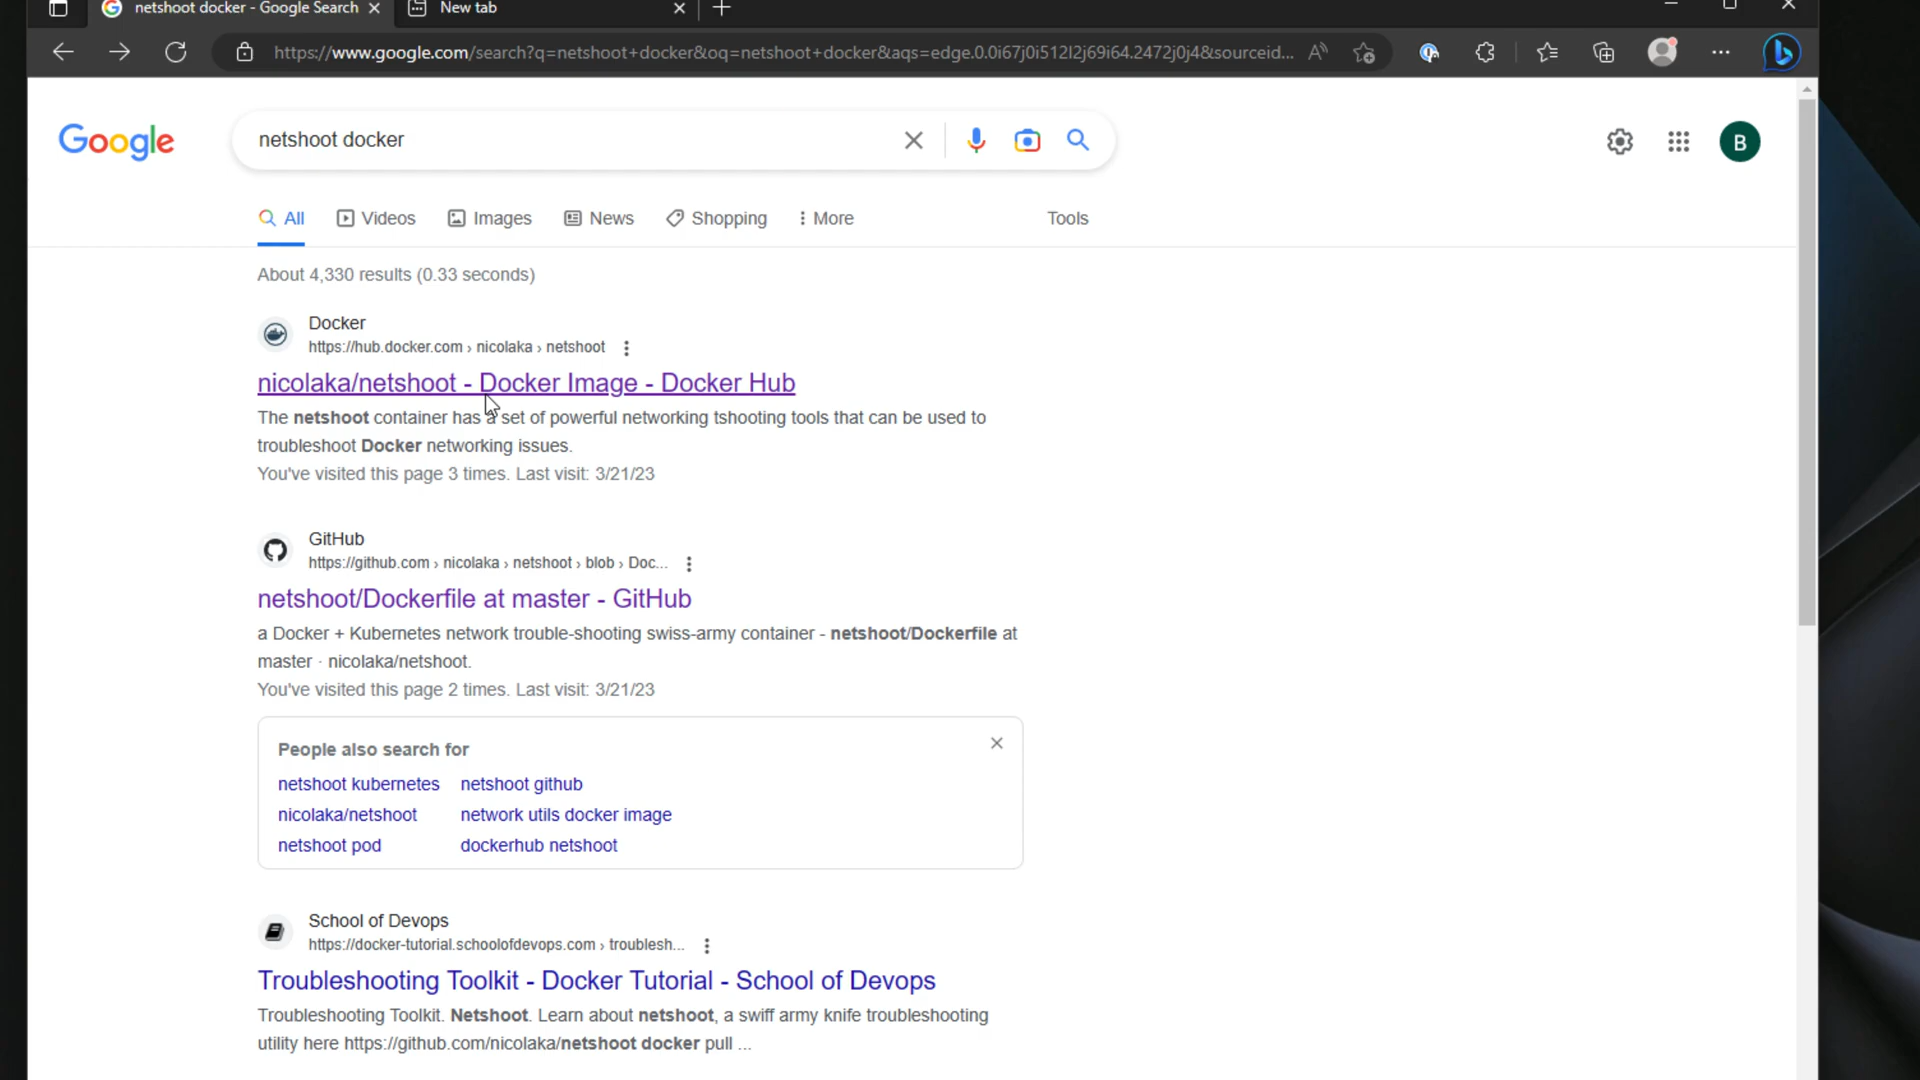 netshoot docker - Google Search
New tab
https://www.google.com/search?q=netshoot+docker&oq=netshoot+docker&aqs=edge.0.0i67j0i512l2j69i64.2472j0j4&sourceid...
Google
netshoot docker
B
All
Videos
Images
News
Shopping
More
Tools
About 4,330 results (0.33 seconds)
Docker
https://hub.docker.com › nicolaka › netshoot
nicolaka/netshoot - Docker Image - Docker Hub
The netshoot container has a set of powerful networking tshooting tools that can be used to
troubleshoot Docker networking issues.
You've visited this page 3 times. Last visit: 3/21/23
GitHub
https://github.com › nicolaka › netshoot › blob › Doc...
netshoot/Dockerfile at master - GitHub
a Docker + Kubernetes network trouble-shooting swiss-army container - netshoot/Dockerfile at
master · nicolaka/netshoot.
You've visited this page 2 times. Last visit: 3/21/23
People also search for
netshoot kubernetes netshoot github
nicolaka/netshoot network utils docker image
netshoot pod dockerhub netshoot
School of Devops
https://docker-tutorial.schoolofdevops.com › troublesh...
Troubleshooting Toolkit - Docker Tutorial - School of Devops
Troubleshooting Toolkit. Netshoot. Learn about netshoot, a swiff army knife troubleshooting
utility here https://github.com/nicolaka/netshoot docker pull ...